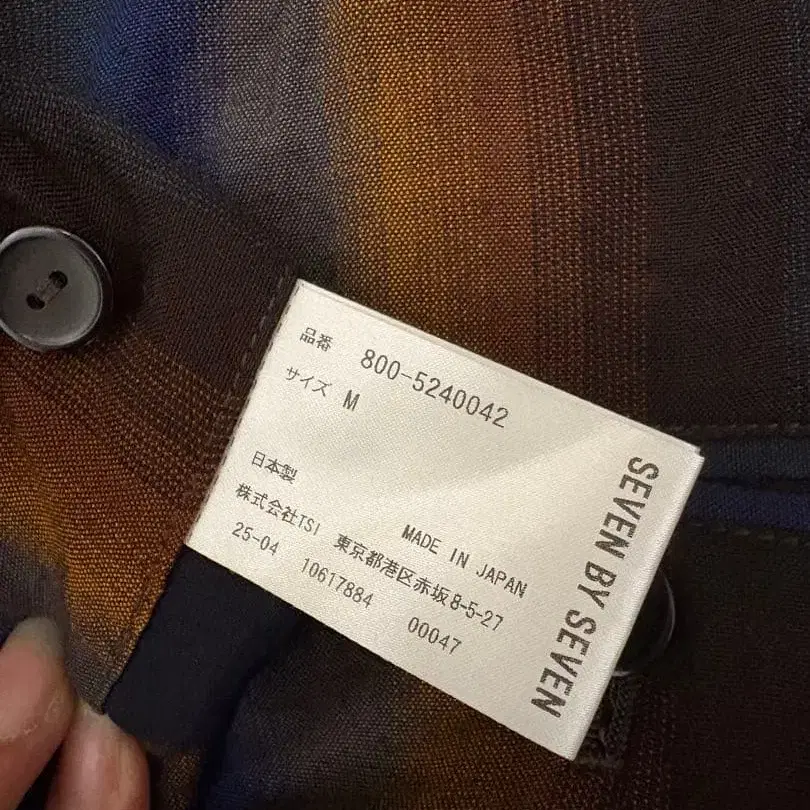 品番 800-5240042
サイズ M
日本製 MADE IN JAPAN
株式会社TSI 東京都港区赤坂8-5-27
25-04 10617884 00047
SEVEN BY SEVEN